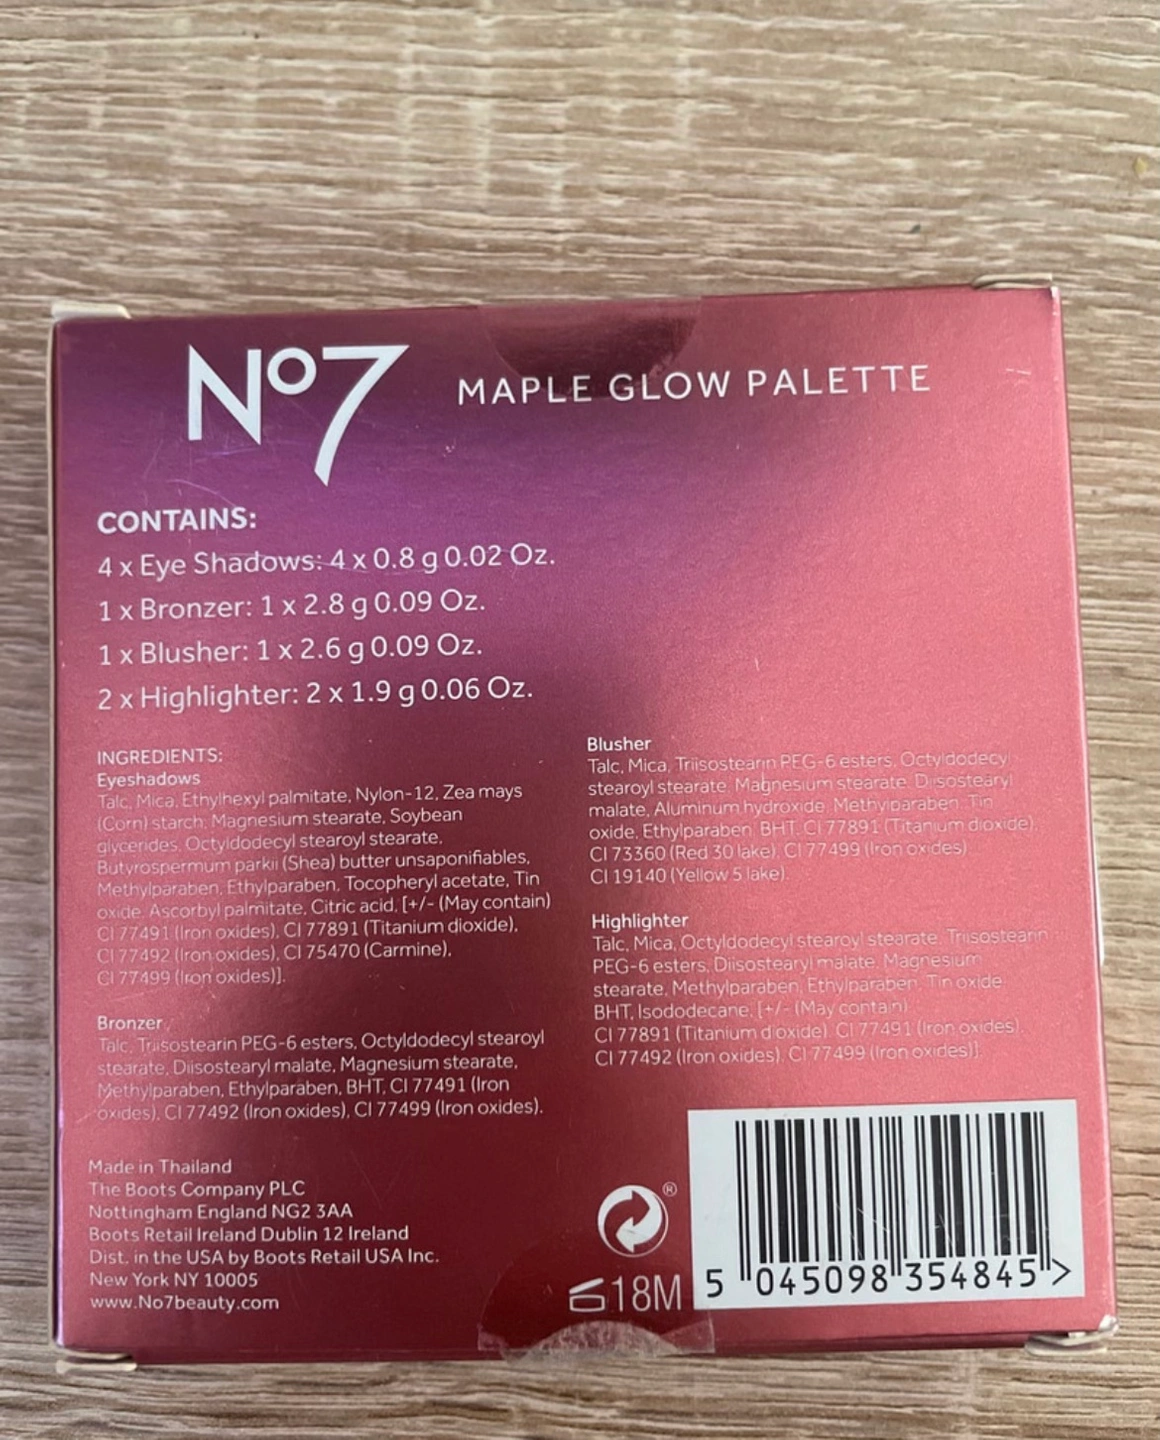 No7
MAPLE GLOW PALETTE
CONTAINS:
4 x Eye Shadows: 4 x 0.8 g 0.02 Oz.
1 x Bronzer: 1 x 2.8 g 0.09 Oz.
1 x Blusher: 1 x 2.6 g 0.09 Oz.
2 x Highlighter: 2 x 1.9 g 0.06 Oz.
INGREDIENTS:
Eyeshadows
Talc, Mica, Ethylhexyl palmitate, Nylon-12, Zea mays
(Corn) starch, Magnesium stearate, Soybean
glycerides, Octyldodecyl stearoyl stearate,
Butyrospermum parkii (Shea) butter unsaponifiables,
Methylparaben, Ethylparaben, Tocopheryl acetate, Tin
oxide, Ascorbyl palmitate, Citric acid, [+/- (May contain)
CI 77491 (Iron oxides), CI 77891 (Titanium dioxide),
CI 77492 (Iron oxides), CI 75470 (Carmine),
CI 77499 (Iron oxides)].
Bronzer
Talc, Triisostearin PEG-6 esters, Octyldodecyl stearoyl
stearate, Diisostearyl malate, Magnesium stearate,
Methylparaben, Ethylparaben, BHT, CI 77491 (Iron
oxides), CI 77492 (Iron oxides), CI 77499 (Iron oxides).
Blusher
Talc, Mica, Triisostearin PEG-6 esters, Octyldodecyl
stearoyl stearate, Magnesium stearate, Diisostearyl
malate, Aluminum hydroxide, Methylparaben, Tin
oxide, Ethylparaben, BHT, CI 77891 (Titanium dioxide),
CI 73360 (Red 30 lake), CI 77499 (Iron oxides),
CI 19140 (Yellow 5 lake).
Highlighter
Talc, Mica, Octyldodecyl stearoyl stearate, Triisostearin
PEG-6 esters, Diisostearyl malate, Magnesium
stearate, Methylparaben, Ethylparaben, Tin oxide,
BHT, Isododecane, [+/- (May contain)
CI 77891 (Titanium dioxide), CI 77491 (Iron oxides),
CI 77492 (Iron oxides), CI 77499 (Iron oxides)].
Made in Thailand
The Boots Company PLC
Nottingham England NG2 3AA
Boots Retail Ireland Dublin 12 Ireland
Dist. in the USA by Boots Retail USA Inc.
New York NY 10005
www.No7beauty.com
®
18M
5 045098 354845 >